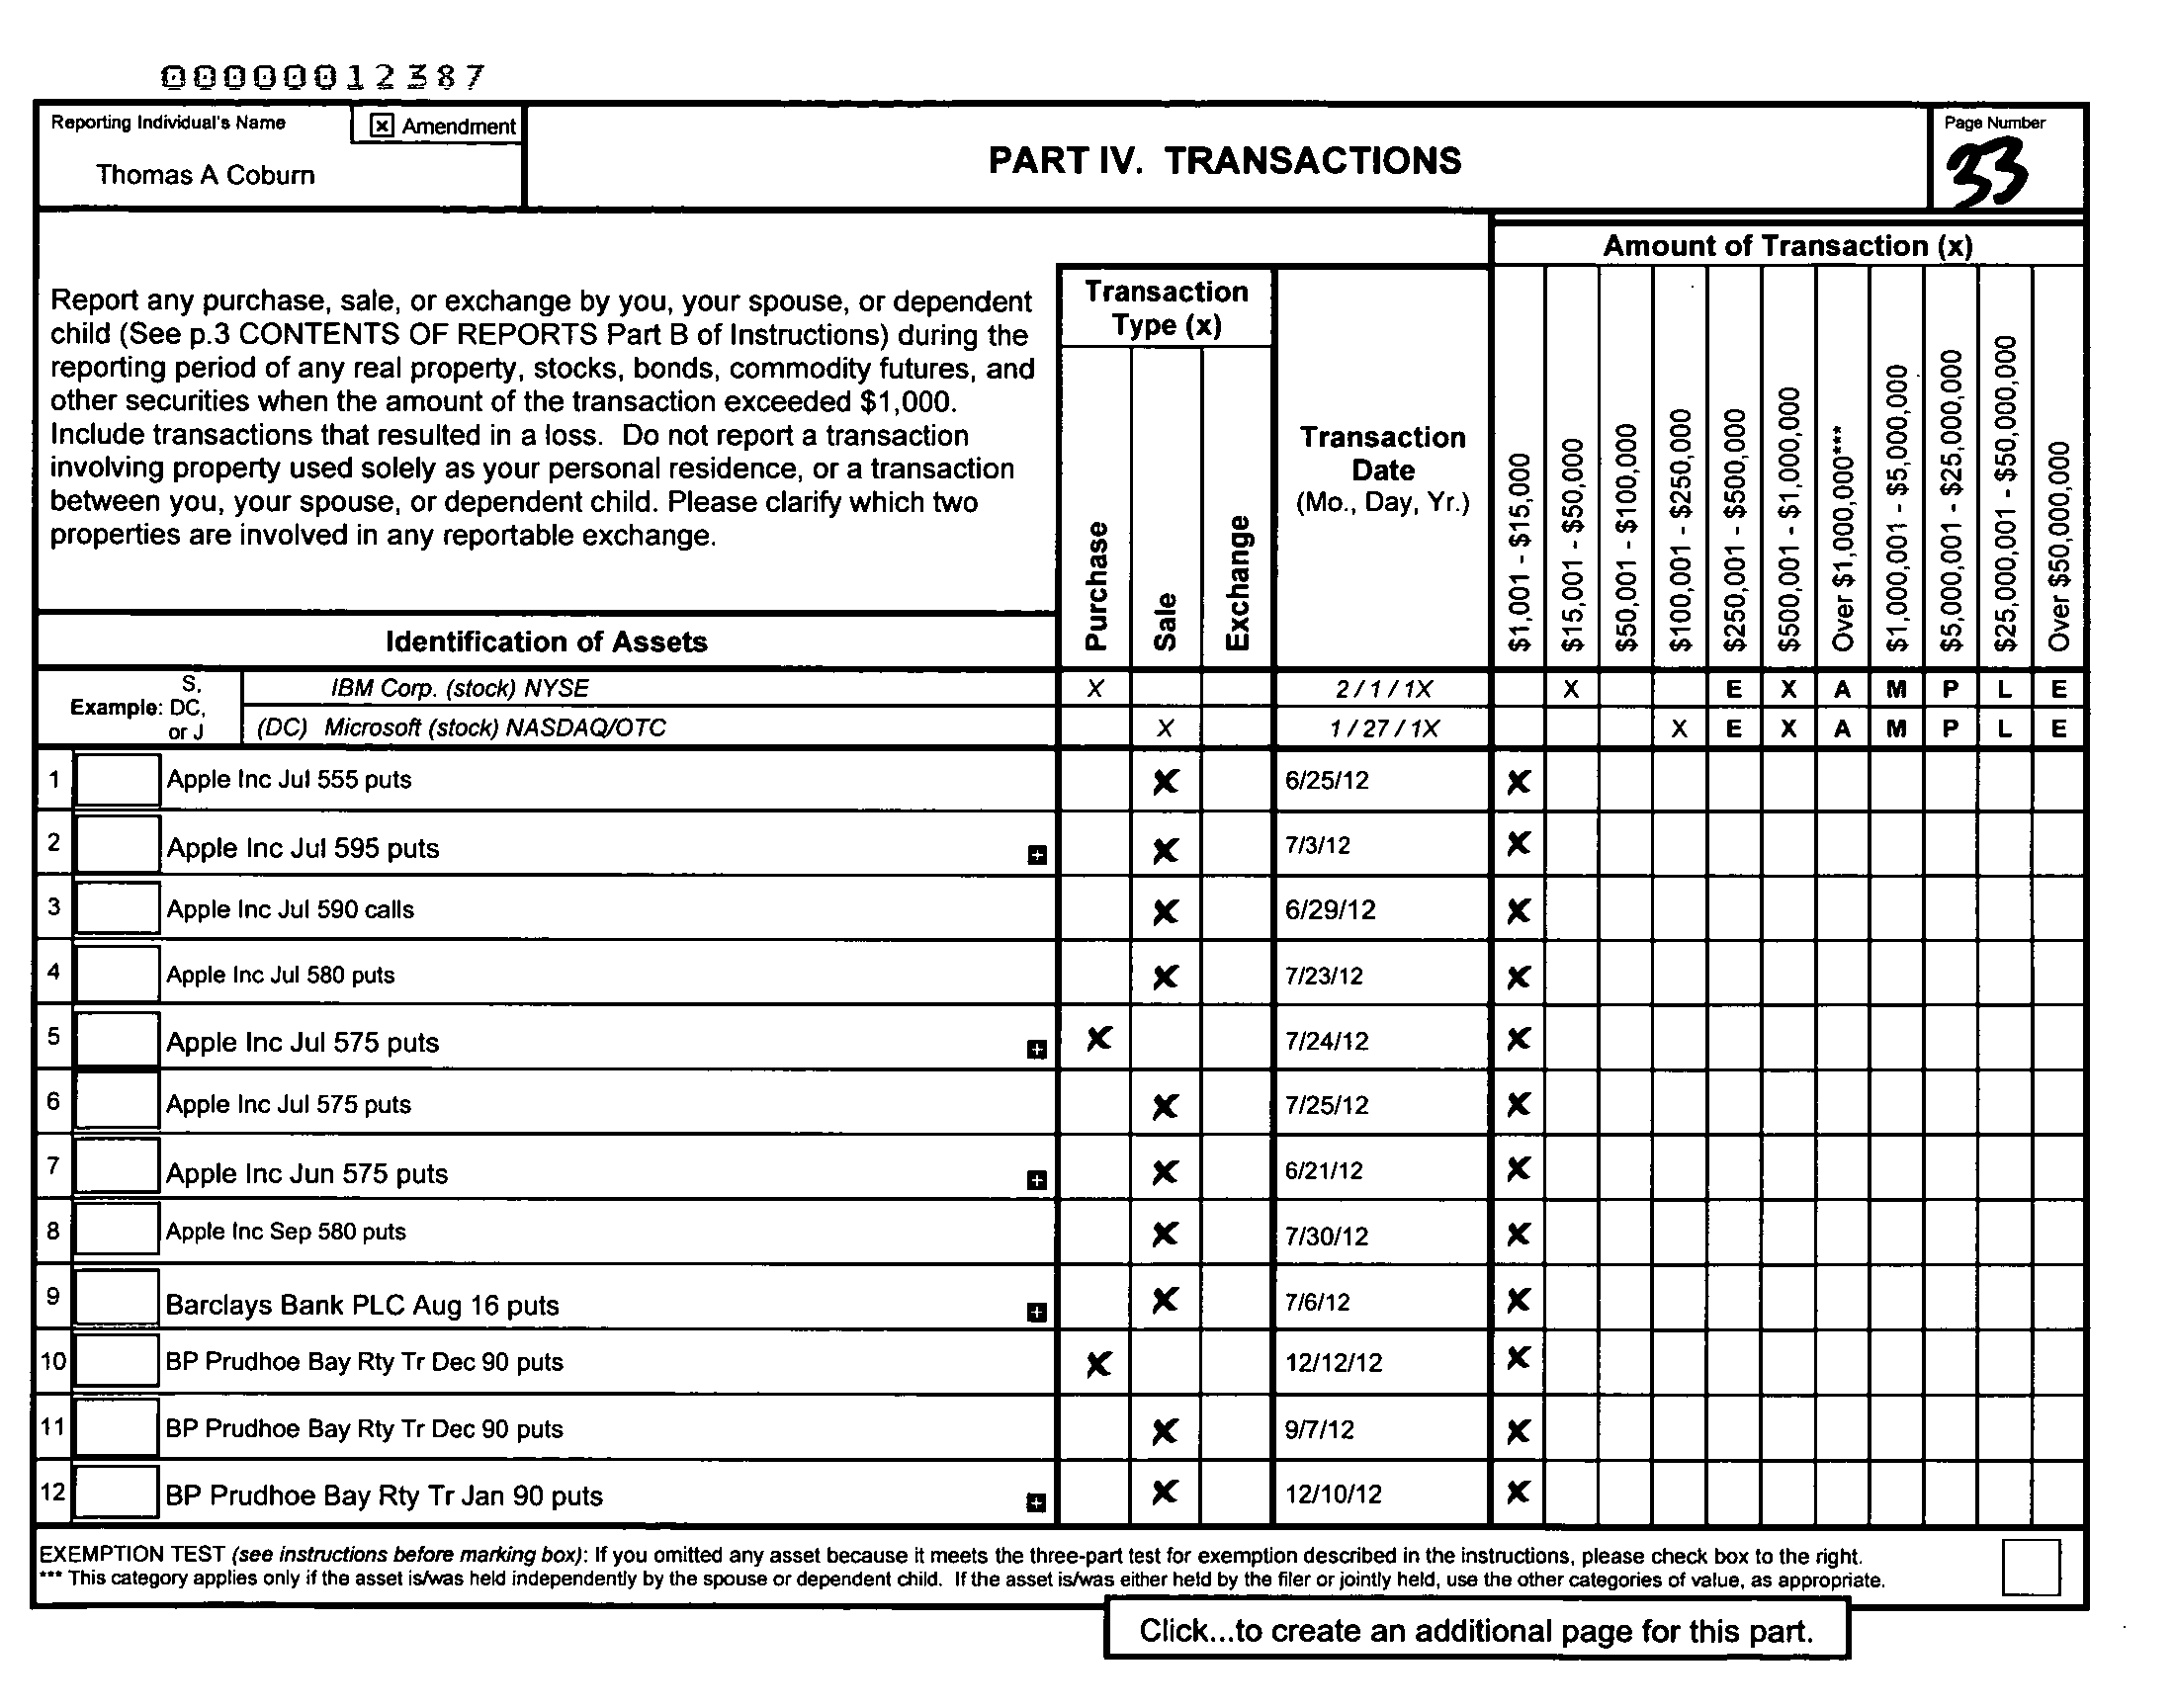 00000012387
Reporting Individual's Name
x Amendment
Thomas A Coburn
PART IV. TRANSACTIONS
Page Number
33
Report any purchase, sale, or exchange by you, your spouse, or dependent
child (See p.3 CONTENTS OF REPORTS Part B of Instructions) during the
reporting period of any real property, stocks, bonds, commodity futures, and
other securities when the amount of the transaction exceeded $1,000.
Include transactions that resulted in a loss. Do not report a transaction
involving property used solely as your personal residence, or a transaction
between you, your spouse, or dependent child. Please clarify which two
properties are involved in any reportable exchange.
Identification of Assets
Transaction
Type (x)
Purchase
Sale
Exchange
Transaction
Date
(Mo., Day, Yr.)
Amount of Transaction (x)
$1,001 - $15,000
$15,001 - $50,000
$50,001 - $100,000
$100,001 - $250,000
$250,001 - $500,000
$500,001 - $1,000,000
Over $1,000,000***
$1,000,001 - $5,000,000
$5,000,001 - $25,000,000
$25,000,001 - $50,000,000
Over $50,000,000
Example: S, DC, or J
IBM Corp. (stock) NYSE X 2 / 1 / 1X X E X A M P L E
(DC) Microsoft (stock) NASDAQ/OTC X 1 / 27 / 1X X E X A M P L E
1 Apple Inc Jul 555 puts X 6/25/12 X
2 Apple Inc Jul 595 puts + X 7/3/12 X
3 Apple Inc Jul 590 calls X 6/29/12 X
4 Apple Inc Jul 580 puts X 7/23/12 X
5 Apple Inc Jul 575 puts + X 7/24/12 X
6 Apple Inc Jul 575 puts X 7/25/12 X
7 Apple Inc Jun 575 puts + X 6/21/12 X
8 Apple Inc Sep 580 puts X 7/30/12 X
9 Barclays Bank PLC Aug 16 puts + X 7/6/12 X
10 BP Prudhoe Bay Rty Tr Dec 90 puts X 12/12/12 X
11 BP Prudhoe Bay Rty Tr Dec 90 puts X 9/7/12 X
12 BP Prudhoe Bay Rty Tr Jan 90 puts + X 12/10/12 X
EXEMPTION TEST (see instructions before marking box): If you omitted any asset because it meets the three-part test for exemption described in the instructions, please check box to the right.
*** This category applies only if the asset is/was held independently by the spouse or dependent child. If the asset is/was either held by the filer or jointly held, use the other categories of value, as appropriate.
Click...to create an additional page for this part.